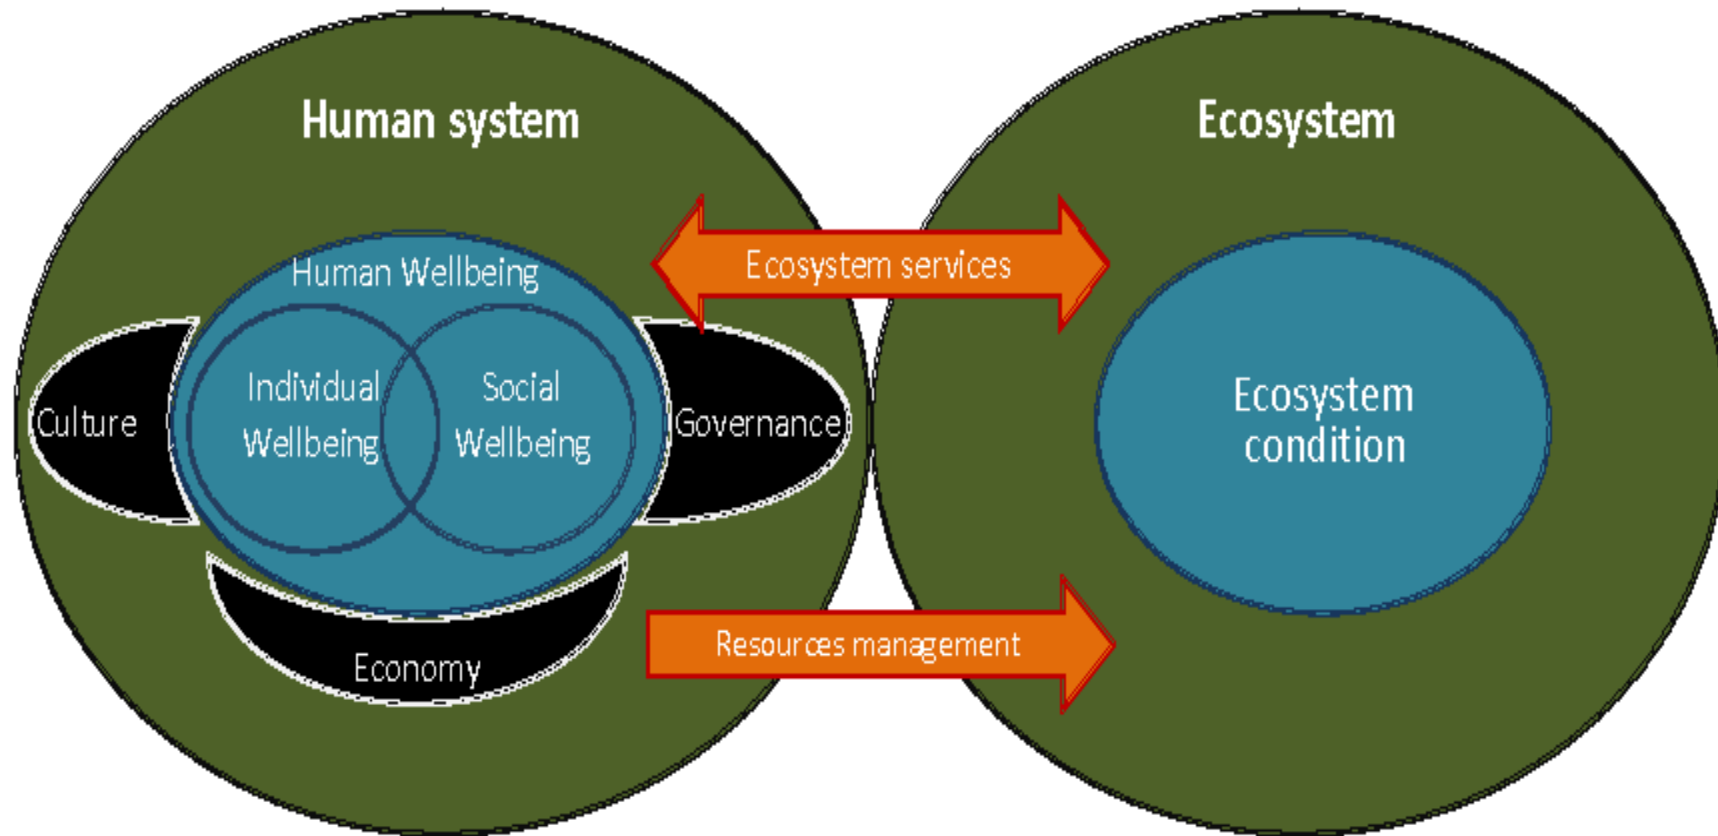 Human system
Ecosystem
Ecosystem services
Human Wellbeing
Individual
Wellbeing
Social
Wellbeing
Culture
Governance
Ecosystem
condition
Economy
Resources management